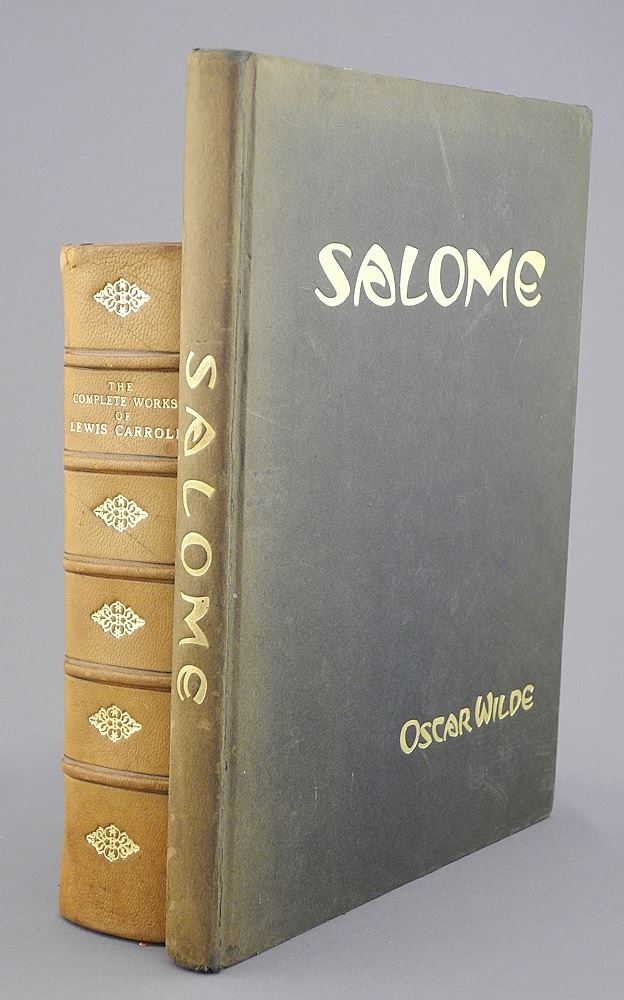 THE
COMPLETE WORKS
OF
LEWIS CARROLL
SALOME
SALOME
OSCAR WILDE